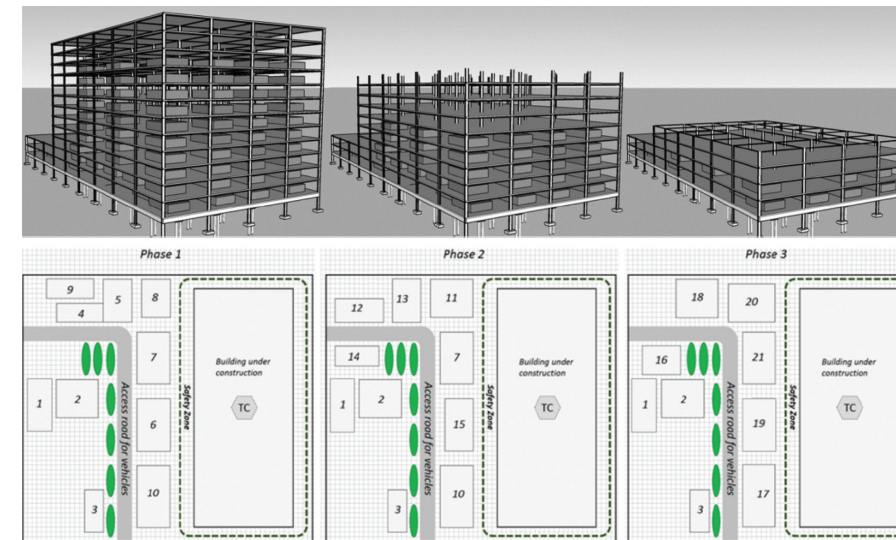 Phase 1
Phase 2
Phase 3
9
4
5
8
7
1
2
6
3
10
Building under
construction
TC
Access road for vehicles
Safety Zone
12
13
11
14
7
1
2
15
3
10
Building under
construction
TC
Access road for vehicles
Safety Zone
18
20
16
21
1
2
19
3
17
Building under
construction
TC
Access road for vehicles
Safety Zone